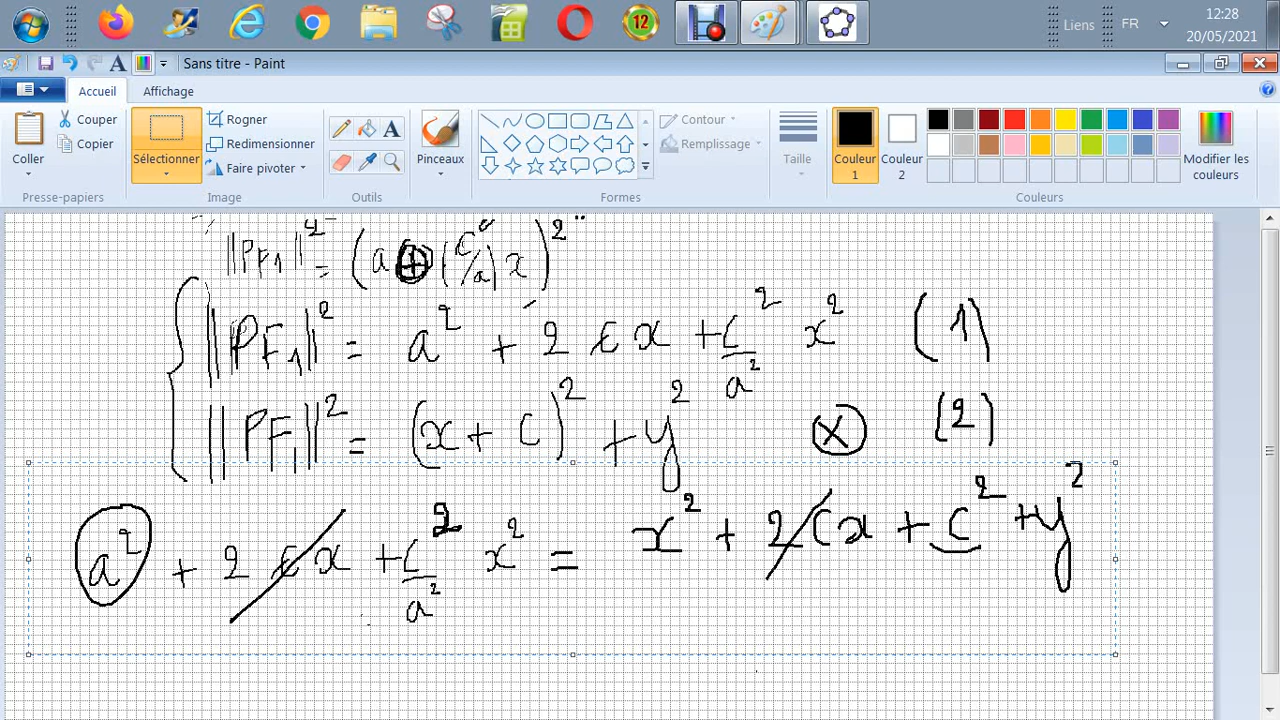 12
Liens
FR
12:28
20/05/2021
Sans titre - Paint
Accueil
Affichage
Coller
Couper
Copier
Presse-papiers
Sélectionner
Rogner
Redimensionner
Faire pivoter
Image
A
Outils
Pinceaux
Contour
Remplissage
Formes
Taille
Couleur 1
Couleur 2
Modifier les couleurs
Couleurs
||PF₁||² = (a + (c/a)x)²
||PF₁||² = a² + 2cx + c²/a² x² (1)
||PF₁||² = (x + c)² + y² (x) (2)
a² + 2cx + c²/a² x² = x² + 2cx + c² + y²